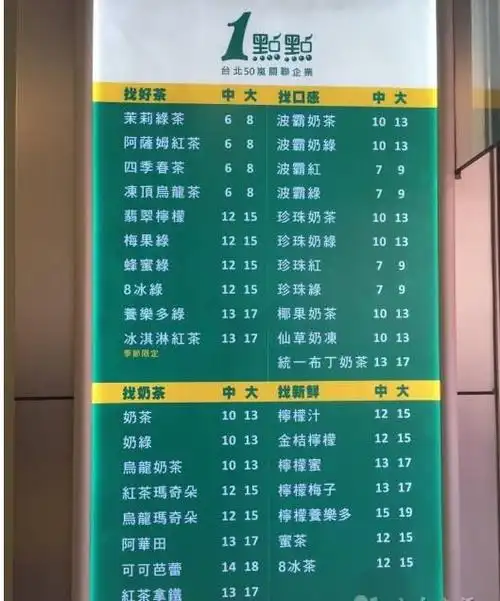 1點點
台北50嵐關聯企業
找好茶 中 大
茉莉綠茶 6 8
阿薩姆紅茶 6 8
四季春茶 6 8
凍頂烏龍茶 6 8
翡翠檸檬 12 15
梅果綠 12 15
蜂蜜綠 12 15
8冰綠 12 15
養樂多綠 13 17
冰淇淋紅茶 13 17
季節限定
找口感 中 大
波霸奶茶 10 13
波霸奶綠 10 13
波霸紅 7 9
波霸綠 7 9
珍珠奶茶 10 13
珍珠奶綠 10 13
珍珠紅 7 9
珍珠綠 7 9
椰果奶茶 10 13
仙草奶凍 10 13
統一布丁奶茶 13 17
找奶茶 中 大
奶茶 10 13
奶綠 10 13
烏龍奶茶 10 13
紅茶瑪奇朵 12 15
烏龍瑪奇朵 12 15
阿華田 13 17
可可芭蕾 14 18
紅茶拿鐵 13 17
找新鮮 中 大
檸檬汁 12 15
金桔檸檬 12 15
檸檬蜜 13 17
檸檬梅子 13 17
檸檬養樂多 15 19
蜜茶 12 15
8冰茶 12 15